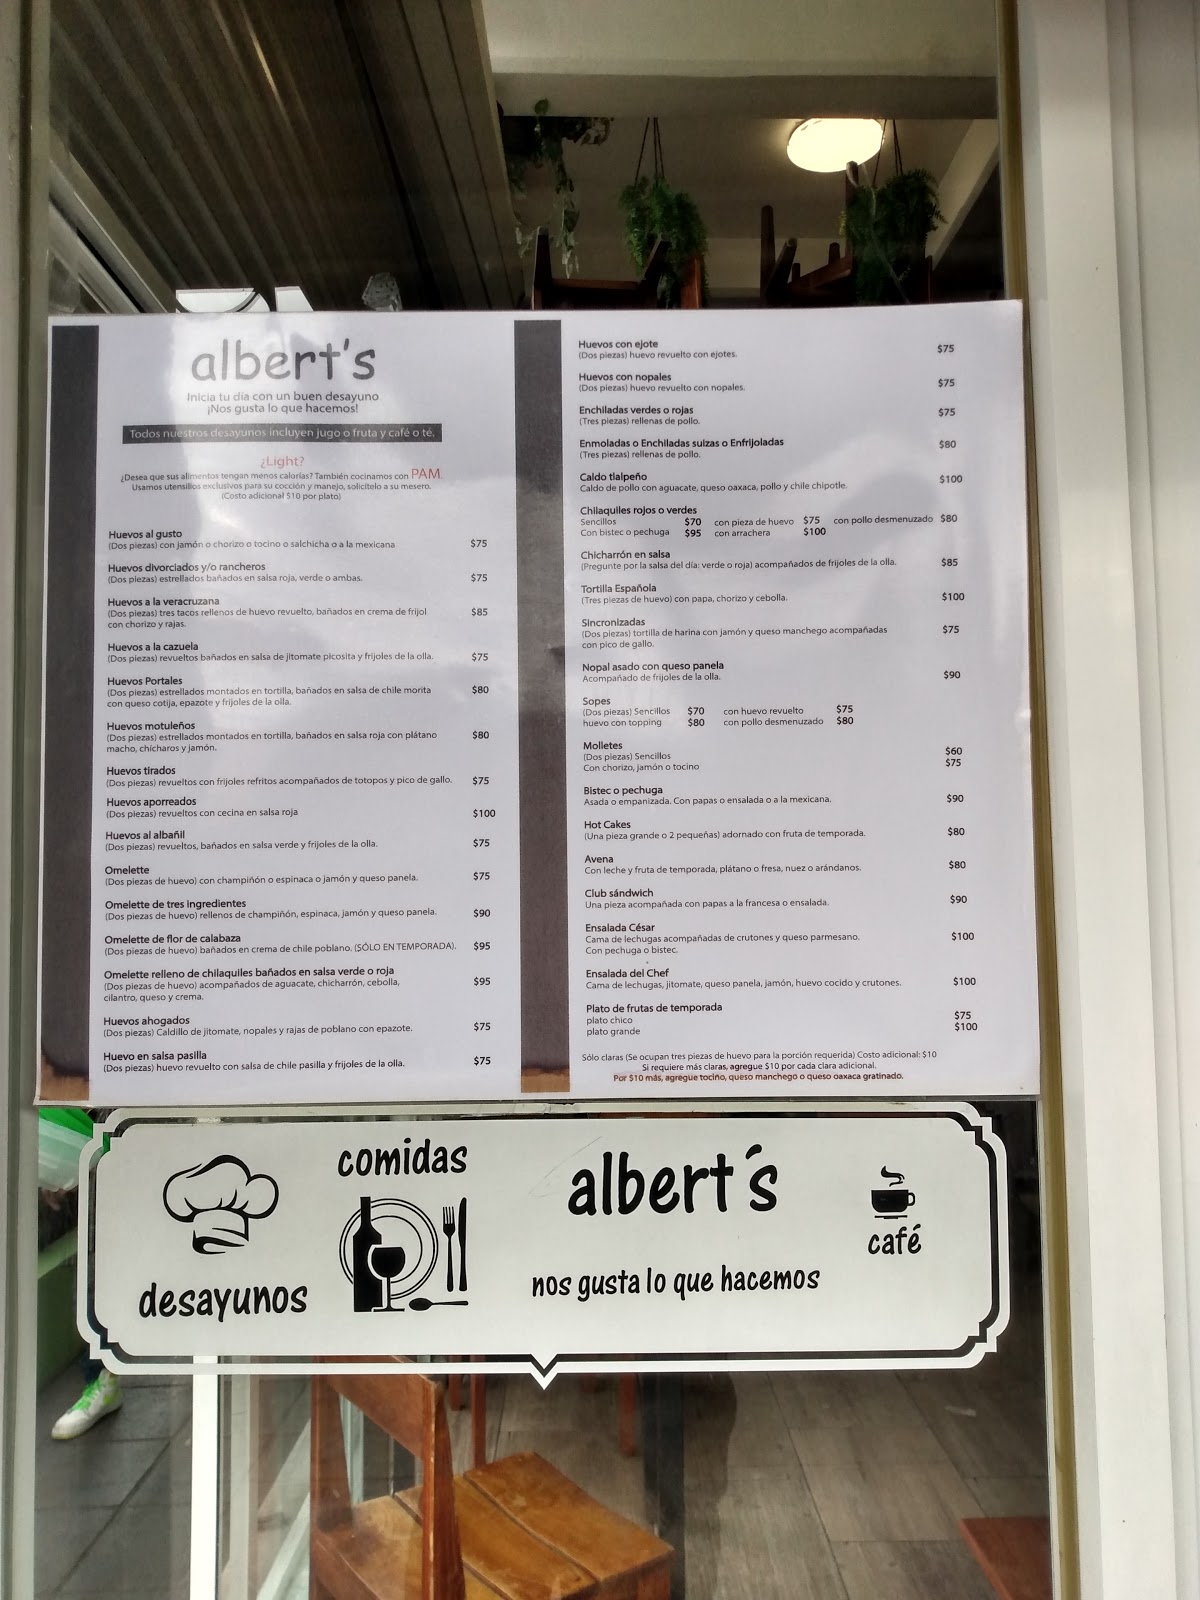 albert's
Inicia tu día con un buen desayuno
¡Nos gusta lo que hacemos!
Todos nuestros desayunos incluyen jugo o fruta y café o té.
¿Light?
¿Desea que sus alimentos tengan menos calorías? También cocinamos con PAM.
Usamos utensilios exclusivos para su cocción y manejo, solicítelo a su mesero.
(Costo adicional $10 por plato)
Huevos al gusto
(Dos piezas) con jamón o chorizo o tocino o salchicha o a la mexicana $75
Huevos divorciados y/o rancheros
(Dos piezas) estrellados bañados en salsa roja, verde o ambas. $75
Huevos a la veracruzana
(Dos piezas) tres tacos rellenos de huevo revuelto, bañados en crema de frijol $85
con chorizo y rajas.
Huevos a la cazuela
(Dos piezas) revueltos bañados en salsa de jitomate picosita y frijoles de la olla. $75
Huevos Portales
(Dos piezas) estrellados montados en tortilla, bañados en salsa de chile morita $80
con queso cotija, epazote y frijoles de la olla.
Huevos motuleños
(Dos piezas) estrellados montados en tortilla, bañados en salsa roja con plátano $80
macho, chícharos y jamón.
Huevos tirados
(Dos piezas) revueltos con frijoles refritos acompañados de totopos y pico de gallo. $75
Huevos aporreados
(Dos piezas) revueltos con cecina en salsa roja $100
Huevos al albañil
(Dos piezas) revueltos, bañados en salsa verde y frijoles de la olla. $75
Omelette
(Dos piezas de huevo) con champiñón o espinaca o jamón y queso panela. $75
Omelette de tres ingredientes
(Dos piezas de huevo) rellenos de champiñón, espinaca, jamón y queso panela. $90
Omelette de flor de calabaza
(Dos piezas de huevo) bañados en crema de chile poblano. (SÓLO EN TEMPORADA). $95
Omelette relleno de chilaquiles bañados en salsa verde o roja
(Dos piezas de huevo) acompañados de aguacate, chicharrón, cebolla, $95
cilantro, queso y crema.
Huevos ahogados
(Dos piezas) Caldillo de jitomate, nopales y rajas de poblano con epazote. $75
Huevo en salsa pasilla
(Dos piezas) huevo revuelto con salsa de chile pasilla y frijoles de la olla. $75
Huevos con ejote
(Dos piezas) huevo revuelto con ejotes. $75
Huevos con nopales
(Dos piezas) huevo revuelto con nopales. $75
Enchiladas verdes o rojas $75
(Tres piezas) rellenas de pollo.
Enmoladas o Enchiladas suizas o Enfrijoladas $80
(Tres piezas) rellenas de pollo.
Caldo tlalpeño
Caldo de pollo con aguacate, queso oaxaca, pollo y chile chipotle. $100
Chilaquiles rojos o verdes
Sencillos $70 con pieza de huevo $75 con pollo desmenuzado $80
Con bistec o pechuga $95 con arrachera $100
Chicharrón en salsa
(Pregunte por la salsa del día: verde o roja) acompañados de frijoles de la olla. $85
Tortilla Española
(Tres piezas de huevo) con papa, chorizo y cebolla. $100
Sincronizadas
(Dos piezas) tortilla de harina con jamón y queso manchego acompañadas $75
con pico de gallo.
Nopal asado con queso panela
Acompañado de frijoles de la olla. $90
Sopes
(Dos piezas) Sencillos $70 con huevo revuelto $75
huevo con topping $80 con pollo desmenuzado $80
Molletes
(Dos piezas) Sencillos $60
Con chorizo, jamón o tocino $75
Bistec o pechuga
Asada o empanizada. Con papas o ensalada o a la mexicana. $90
Hot Cakes
(Una pieza grande o 2 pequeñas) adornado con fruta de temporada. $80
Avena
Con leche y fruta de temporada, plátano o fresa, nuez o arándanos. $80
Club sándwich
Una pieza acompañada con papas a la francesa o ensalada. $90
Ensalada César
Cama de lechugas acompañadas de crutones y queso parmesano. $100
Con pechuga o bistec.
Ensalada del Chef
Cama de lechugas, jitomate, queso panela, jamón, huevo cocido y crutones. $100
Plato de frutas de temporada
plato chico $75
plato grande $100
Sólo claras (Se ocupan tres piezas de huevo para la porción requerida) Costo adicional: $10
Si requiere más claras, agregue $10 por cada clara adicional.
Por $10 más, agregue tocino, queso manchego o queso oaxaca gratinado.
desayunos
comidas
albert´s
nos gusta lo que hacemos
café